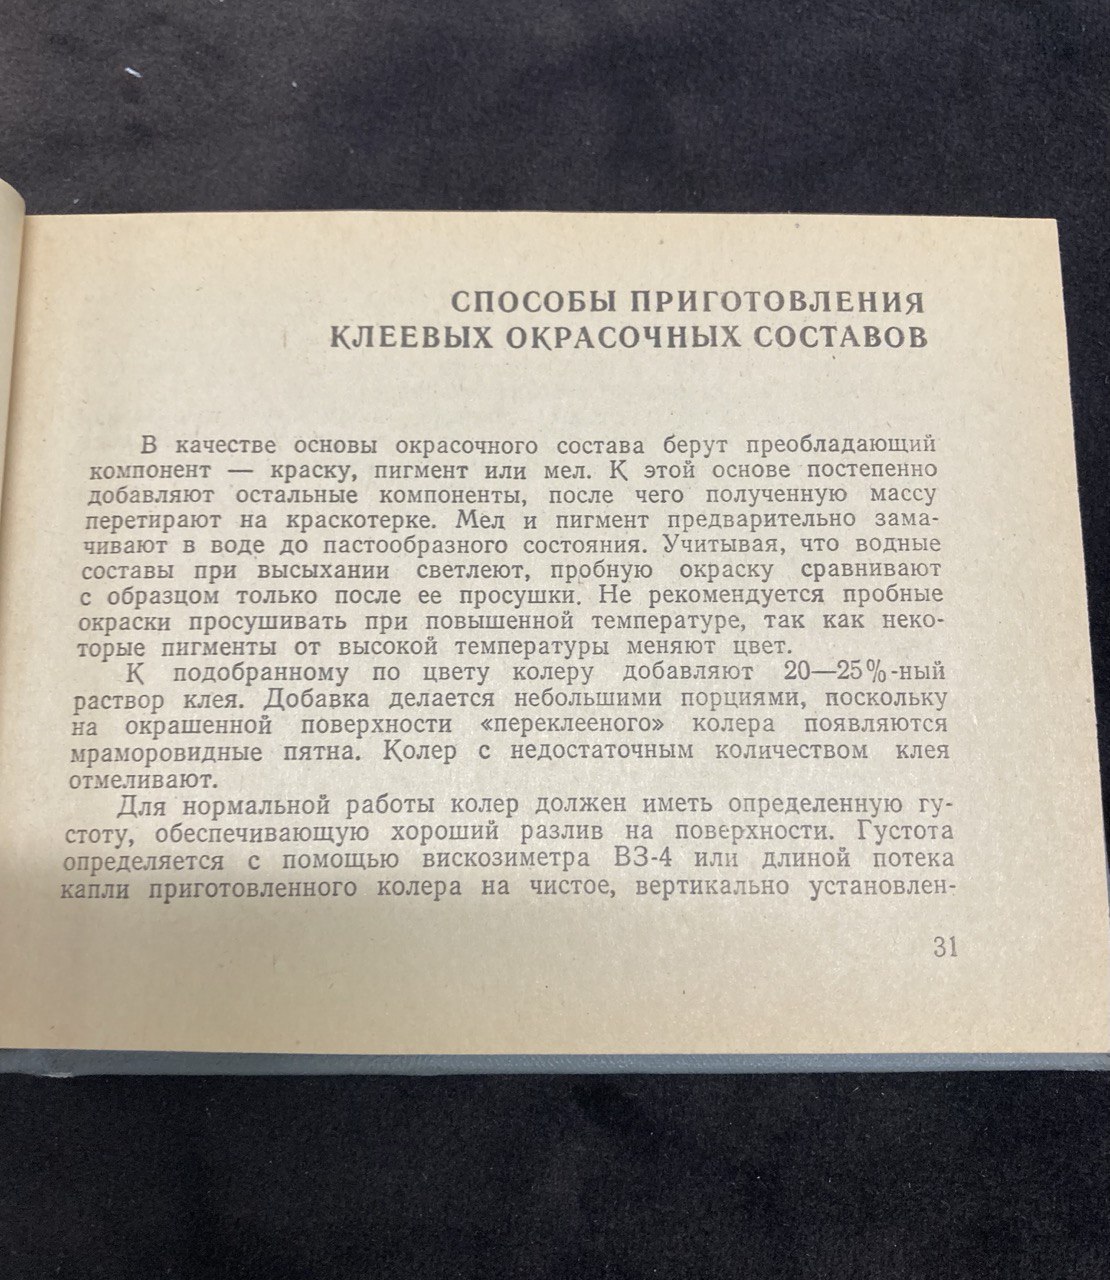 СПОСОБЫ ПРИГОТОВЛЕНИЯ
КЛЕЕВЫХ ОКРАСОЧНЫХ СОСТАВОВ
В качестве основы окрасочного состава берут преобладающий
компонент — краску, пигмент или мел. К этой основе постепенно
добавляют остальные компоненты, после чего полученную массу
перетирают на краскотерке. Мел и пигмент предварительно зама-
чивают в воде до пастообразного состояния. Учитывая, что водные
составы при высыхании светлеют, пробную окраску сравнивают
с образцом только после ее просушки. Не рекомендуется пробные
окраски просушивать при повышенной температуре, так как неко-
торые пигменты от высокой температуры меняют цвет.
К подобранному по цвету колеру добавляют 20—25%-ный
раствор клея. Добавка делается небольшими порциями, поскольку
на окрашенной поверхности «переклееного» колера появляются
мраморовидные пятна. Колер с недостаточным количеством клея
отмеливают.
Для нормальной работы колер должен иметь определенную гу-
стоту, обеспечивающую хороший разлив на поверхности. Густота
определяется с помощью вискозиметра ВЗ-4 или длиной потека
капли приготовленного колера на чистое, вертикально установлен-
31